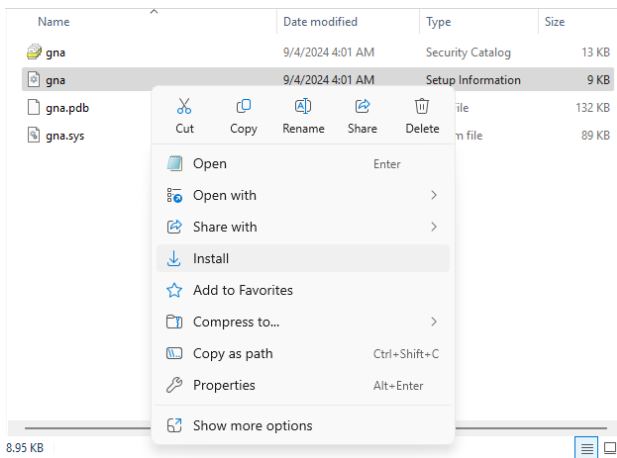 Name Date modified Type Size
gna 9/4/2024 4:01 AM Security Catalog 13 KB
gna 9/4/2024 4:01 AM Setup Information 9 KB
gna.pdb 132 KB
gna.sys file 89 KB
Cut Copy Rename Share Delete
Open Enter
Open with
Share with
Install
Add to Favorites
Compress to...
Copy as path Ctrl+Shift+C
Properties Alt+Enter
Show more options
8.95 KB